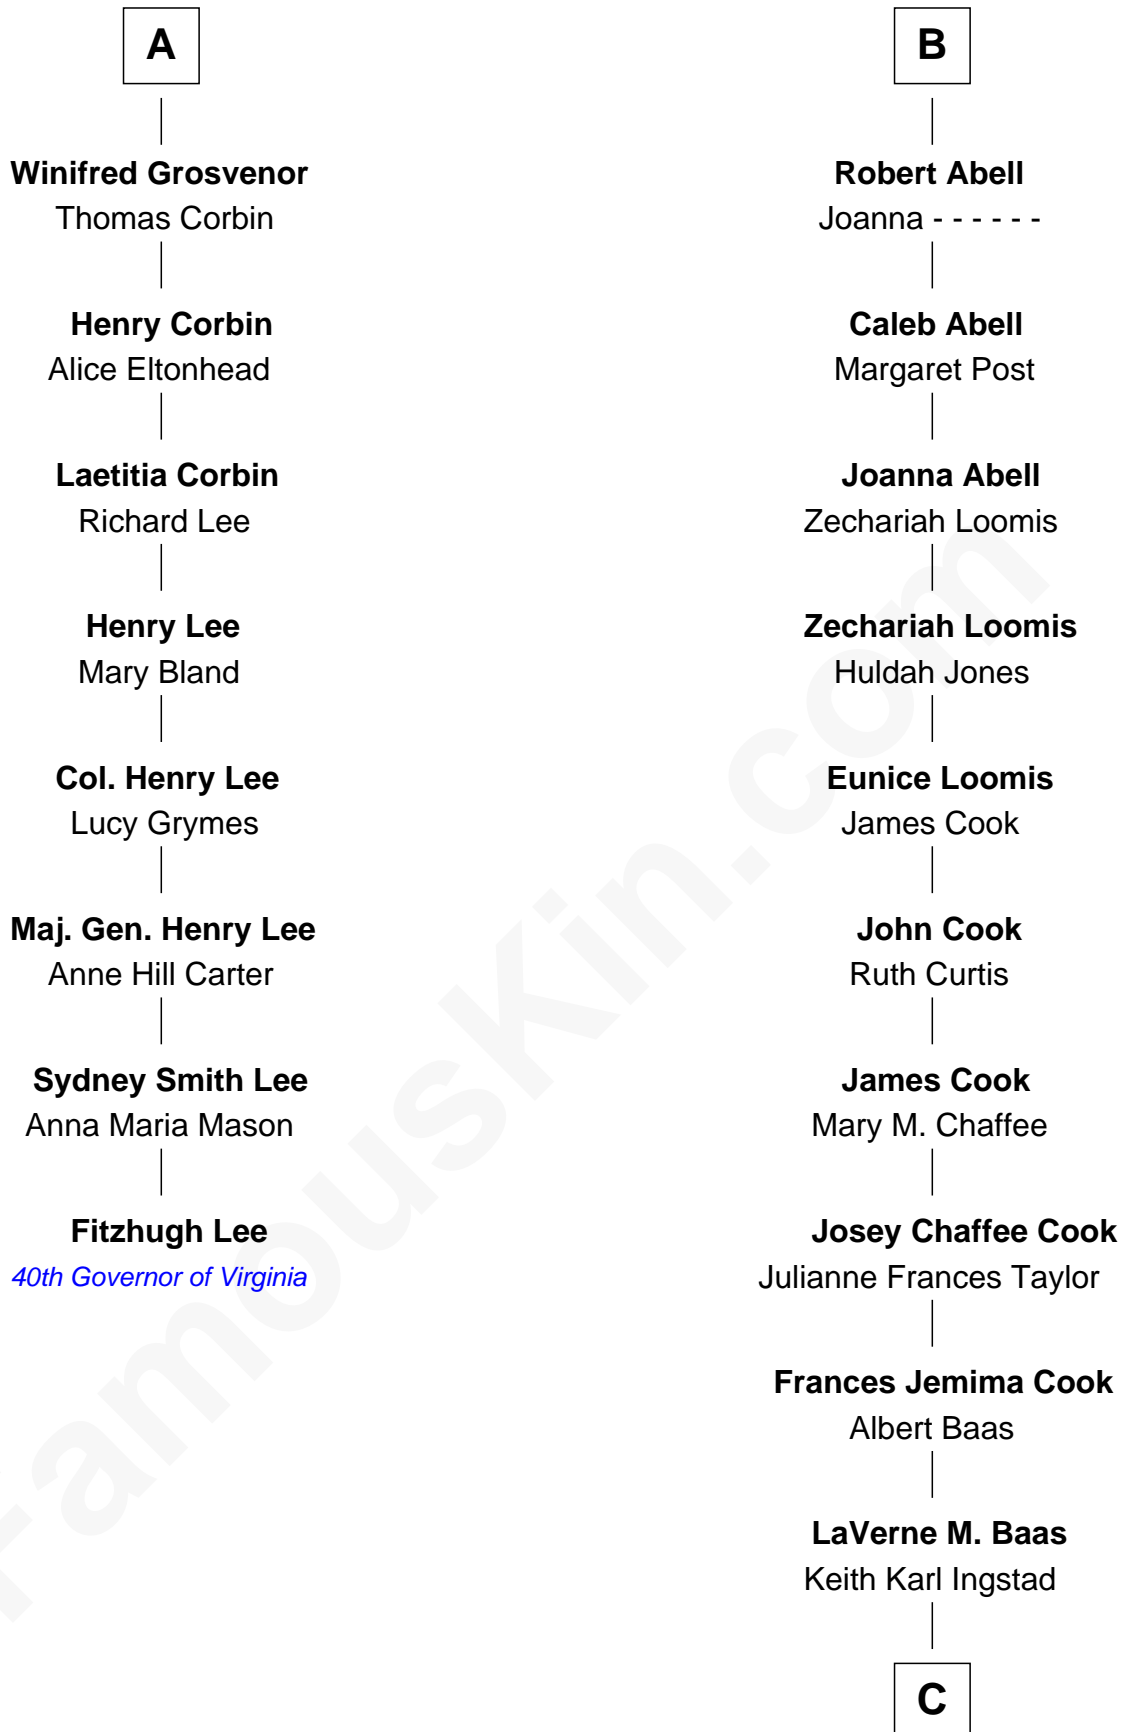 A
Winifred Grosvenor
Thomas Corbin
Henry Corbin
Alice Eltonhead
Laetitia Corbin
Richard Lee
Henry Lee
Mary Bland
Col. Henry Lee
Lucy Grymes
Maj. Gen. Henry Lee
Anne Hill Carter
Sydney Smith Lee
Anna Maria Mason
Fitzhugh Lee
40th Governor of Virginia
B
Robert Abell
Joanna - - - - - -
Caleb Abell
Margaret Post
Joanna Abell
Zechariah Loomis
Zechariah Loomis
Huldah Jones
Eunice Loomis
James Cook
John Cook
Ruth Curtis
James Cook
Mary M. Chaffee
Josey Chaffee Cook
Julianne Frances Taylor
Frances Jemima Cook
Albert Baas
LaVerne M. Baas
Keith Karl Ingstad
C
FamousKin.com